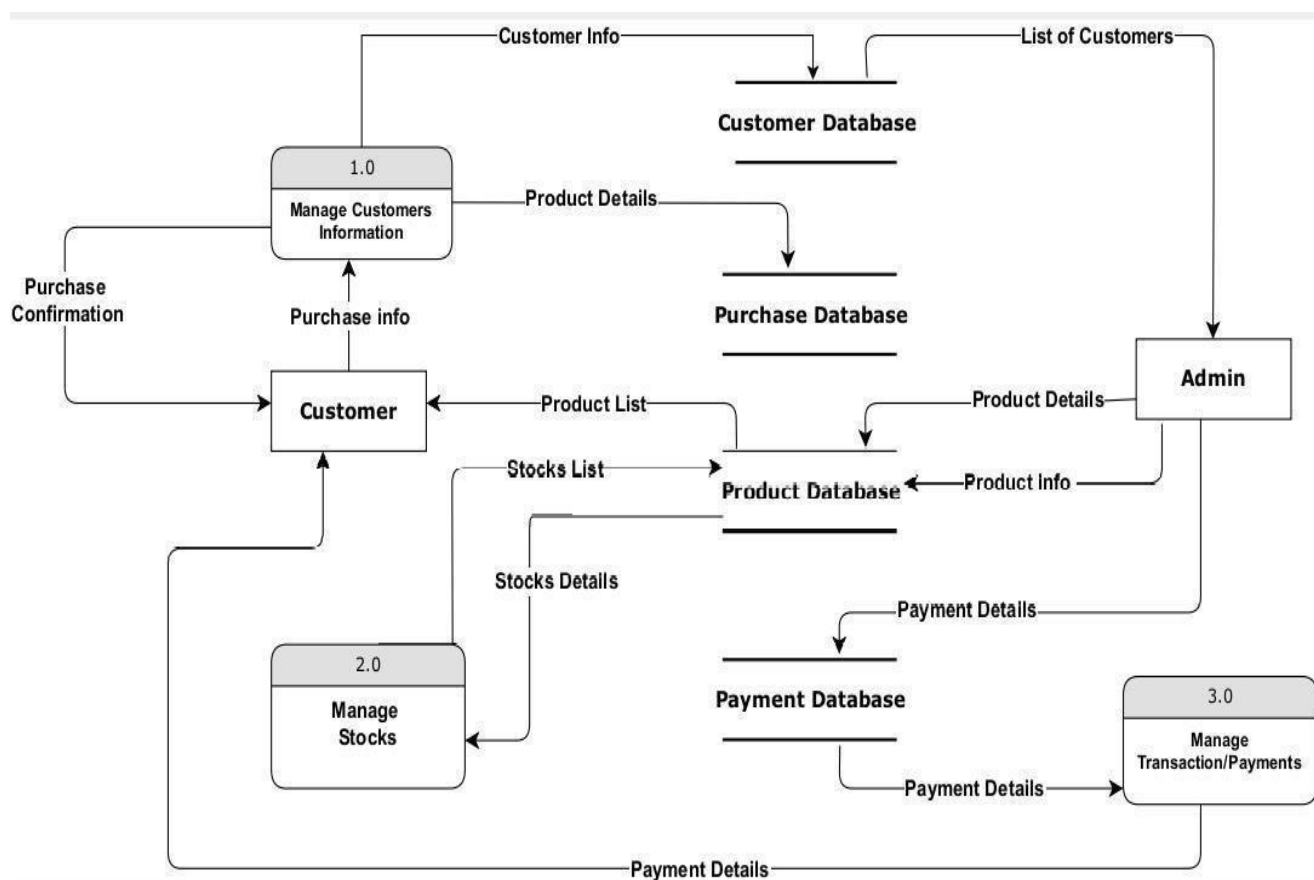 Customer Info
List of Customers
Customer Database
1.0
Manage Customers
Information
Product Details
Purchase
Confirmation
Purchase info
Purchase Database
Customer
Product List
Product Details
Admin
Stocks List
Product Database
Product Info
Stocks Details
Payment Details
2.0
Manage
Stocks
Payment Database
3.0
Manage
Transaction/Payments
Payment Details
Payment Details